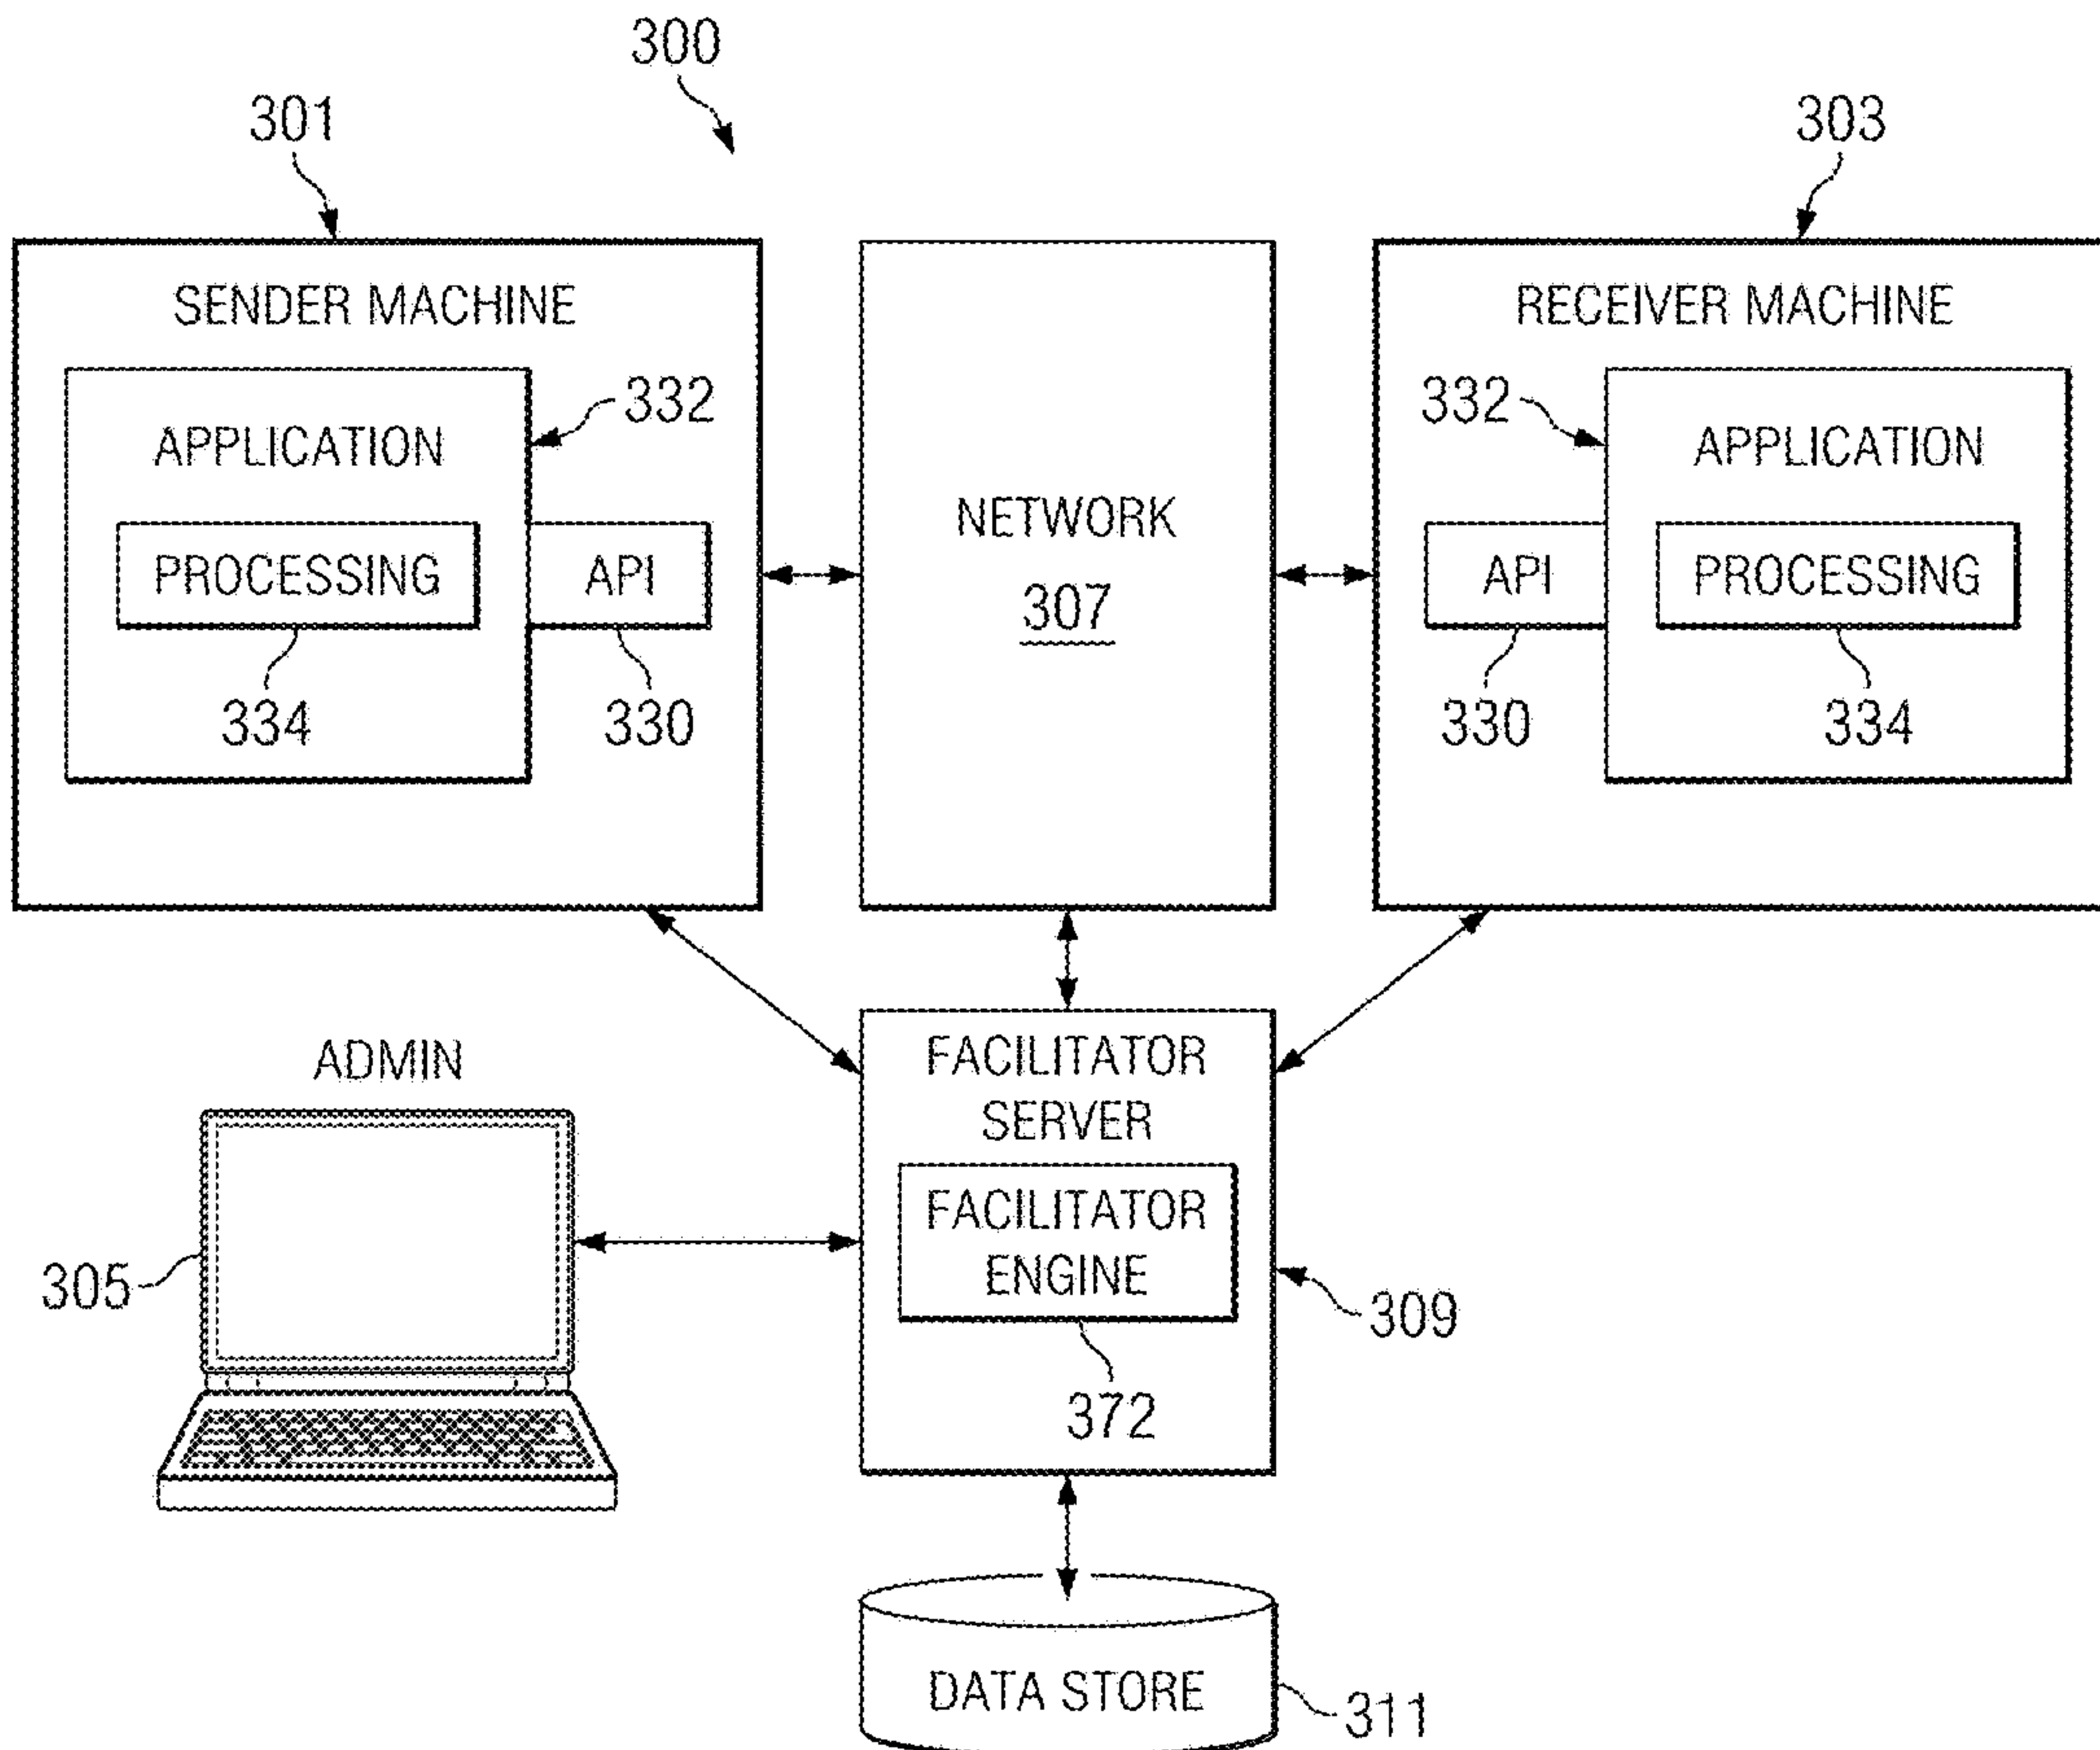 300
301
303
SENDER MACHINE
RECEIVER MACHINE
332
332
APPLICATION
APPLICATION
NETWORK
307
PROCESSING
API
API
PROCESSING
334
330
330
334
ADMIN
FACILITATOR
SERVER
FACILITATOR
ENGINE
305
309
372
DATA STORE
311